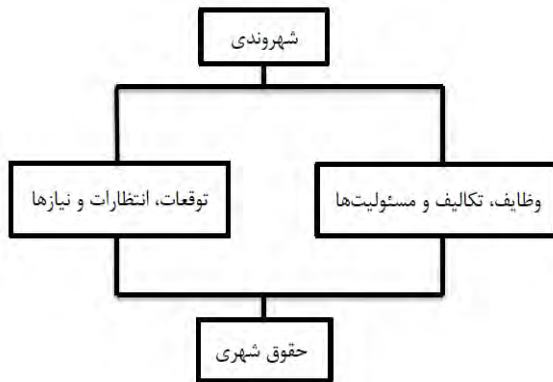 شهروندی
وظایف، تکالیف و مسئولیت‌ها
توقعات، انتظارات و نیازها
حقوق شهری